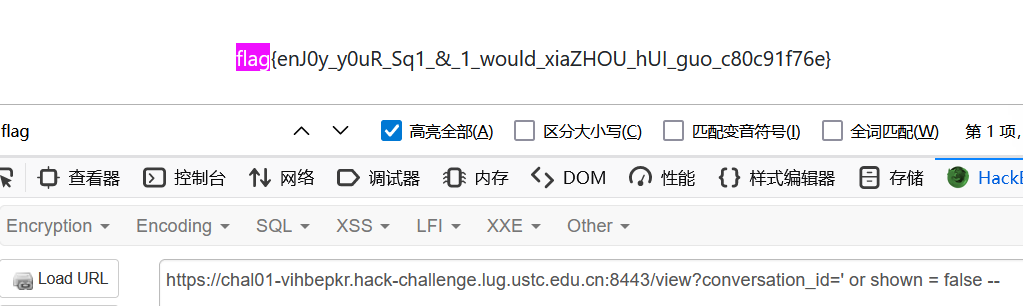 flag{enJ0y_y0uR_Sq1_&_1_would_xiaZHOU_hUI_guo_c80c91f76e}
flag 高亮全部(A) 区分大小写(C) 匹配变音符号(I) 全词匹配(W) 第 1 项,
查看器 控制台 网络 调试器 内存 DOM 性能 样式编辑器 存储
Encryption Encoding SQL XSS LFI XXE Other
Load URL https://chal01-vihbepkr.hack-challenge.lug.ustc.edu.cn:8443/view?conversation_id=' or shown = false --